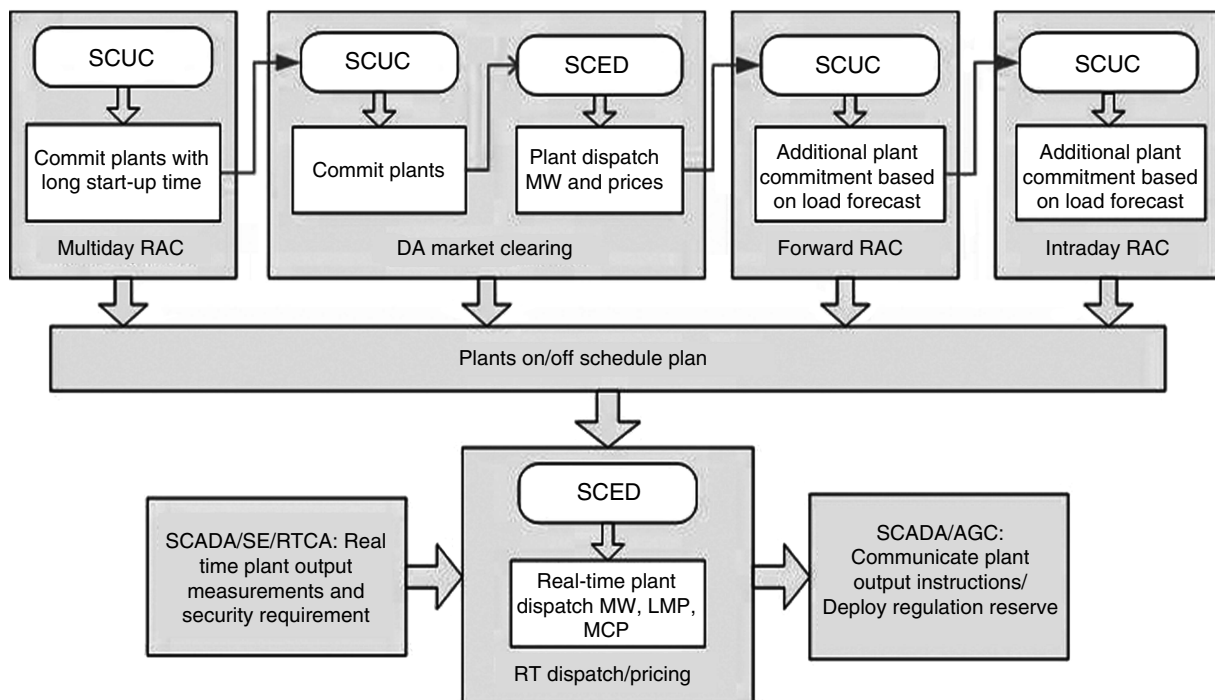 SCUC
Commit plants with
long start-up time
Multiday RAC
SCUC
Commit plants
SCED
Plant dispatch
MW and prices
DA market clearing
SCUC
Additional plant
commitment based
on load forecast
Forward RAC
SCUC
Additional plant
commitment based
on load forecast
Intraday RAC
Plants on/off schedule plan
SCADA/SE/RTCA: Real
time plant output
measurements and
security requirement
SCED
Real-time plant
dispatch MW, LMP,
MCP
RT dispatch/pricing
SCADA/AGC:
Communicate plant
output instructions/
Deploy regulation reserve